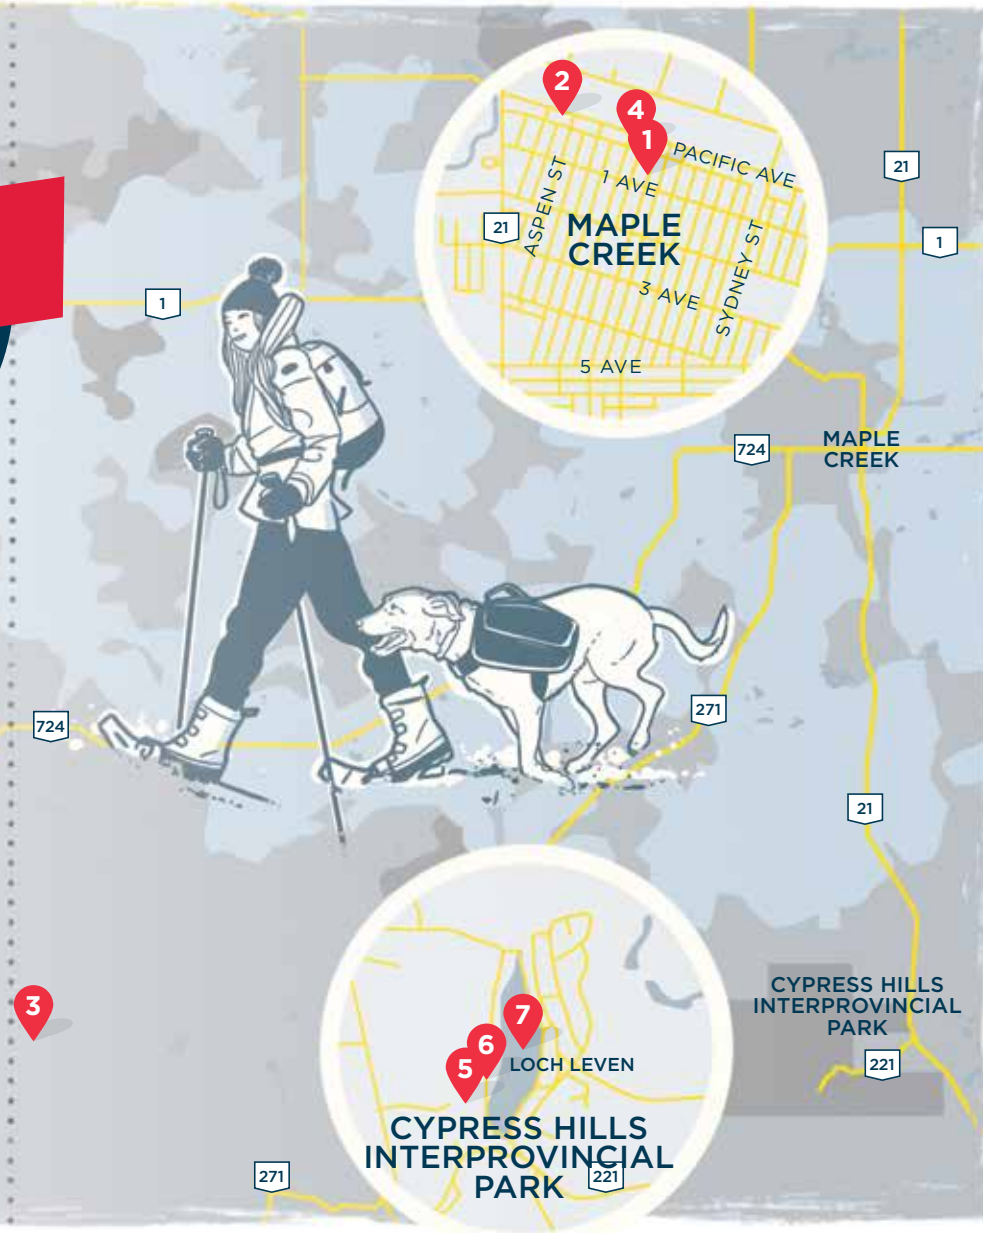 2
4
1
PACIFIC AVE
1 AVE
ASPEN ST
21
MAPLE
CREEK
SYDNEY ST
3 AVE
5 AVE
21
1
1
724
MAPLE
CREEK
724
271
21
3
7
6
5
LOCH LEVEN
CYPRESS HILLS
INTERPROVINCIAL
PARK
221
271
CYPRESS HILLS
INTERPROVINCIAL
PARK
221